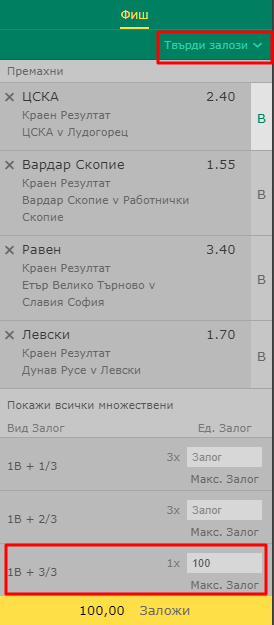 Фиш
Твърди залози
Премахни
ЦСКА 2.40
Краен Резултат
ЦСКА v Лудогорец
В
Вардар Скопие 1.55
Краен Резултат
Вардар Скопие v Работнички
Скопие
В
Равен 3.40
Краен Резултат
Етър Велико Търново v
Славия София
В
Левски 1.70
Краен Резултат
Дунав Русе v Левски
В
Покажи всички множествени
Вид Залог Ед. Залог
1В + 1/3 3x Залог
Макс. Залог
1В + 2/3 3x Залог
Макс. Залог
1В + 3/3 1x 100
Макс. Залог
100,00 Заложи